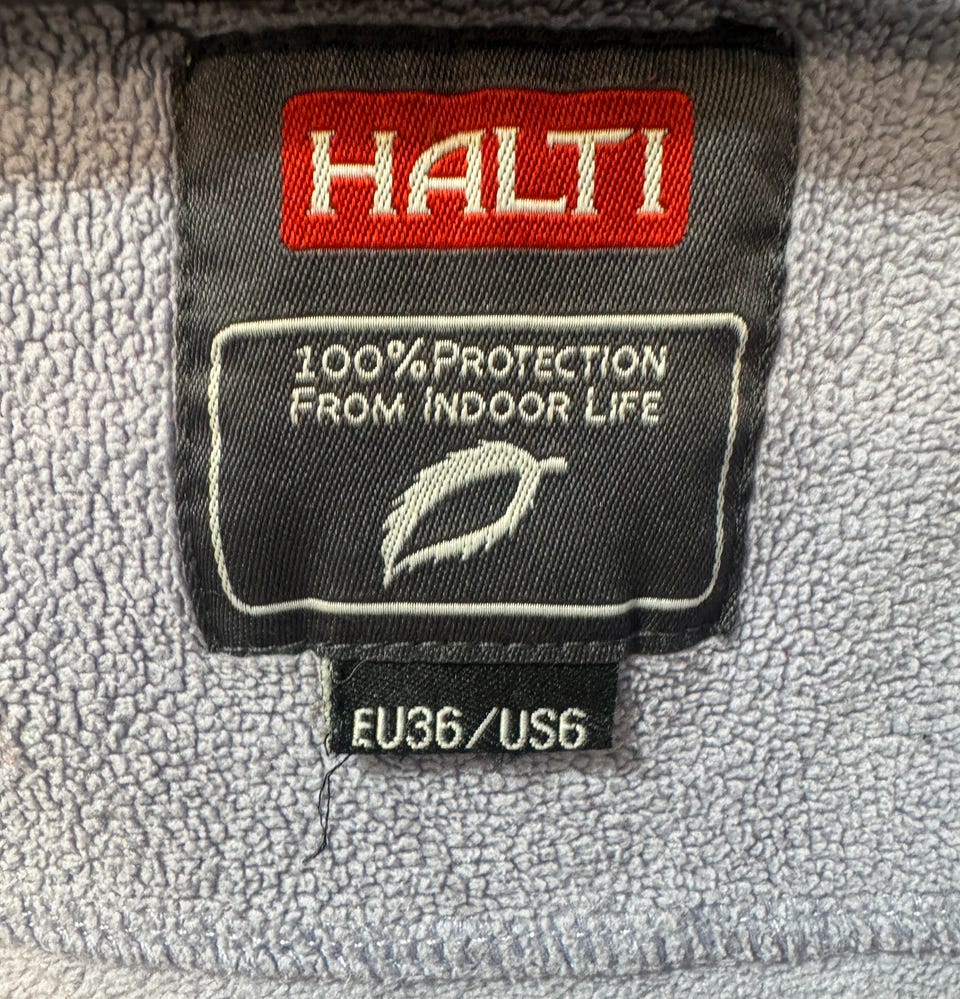 HALTI
100% PROTECTION
FROM INDOOR LIFE
EU36/US6